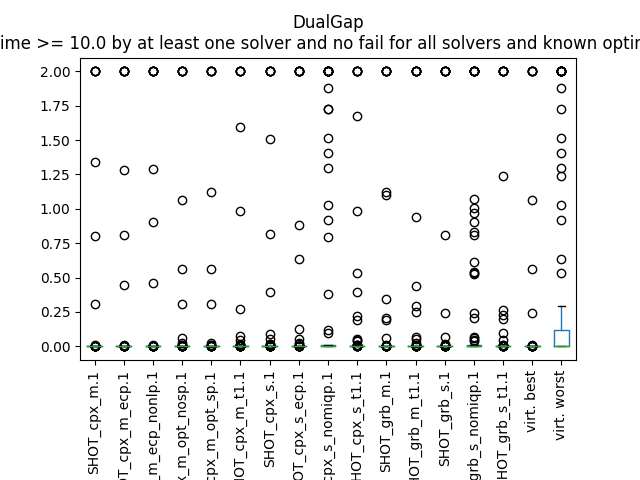 DualGap
ime >= 10.0 by at least one solver and no fail for all solvers and known optim
2.00
1.75
1.50
1.25
1.00
0.75
0.50
0.25
0.00
SHOT_cpx_m.1
OT_cpx_m_ecp.1
_m_ecp_nonlp.1
x_m_opt_nosp.1
cpx_m_opt_sp.1
HOT_cpx_m_t1.1
SHOT_cpx_s.1
OT_cpx_s_ecp.1
cpx_s_nomiqp.1
HOT_cpx_s_t1.1
SHOT_grb_m.1
HOT_grb_m_t1.1
SHOT_grb_s.1
grb_s_nomiqp.1
HOT_grb_s_t1.1
virt. best
virt. worst